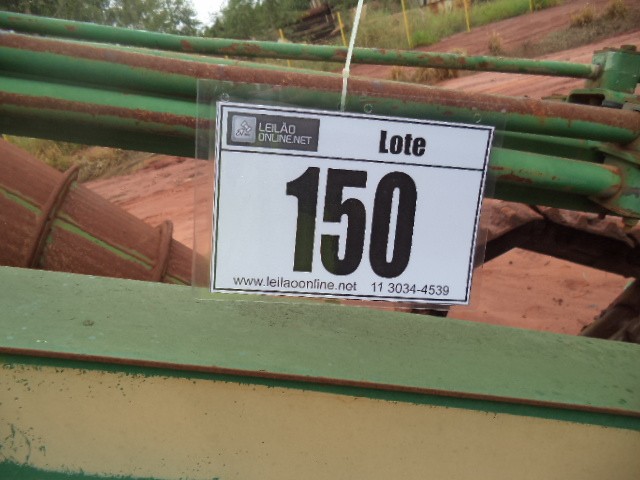 LEILÃO
ONLINE.NET
Lote
150
www.leilaoonline.net 11 3034-4539